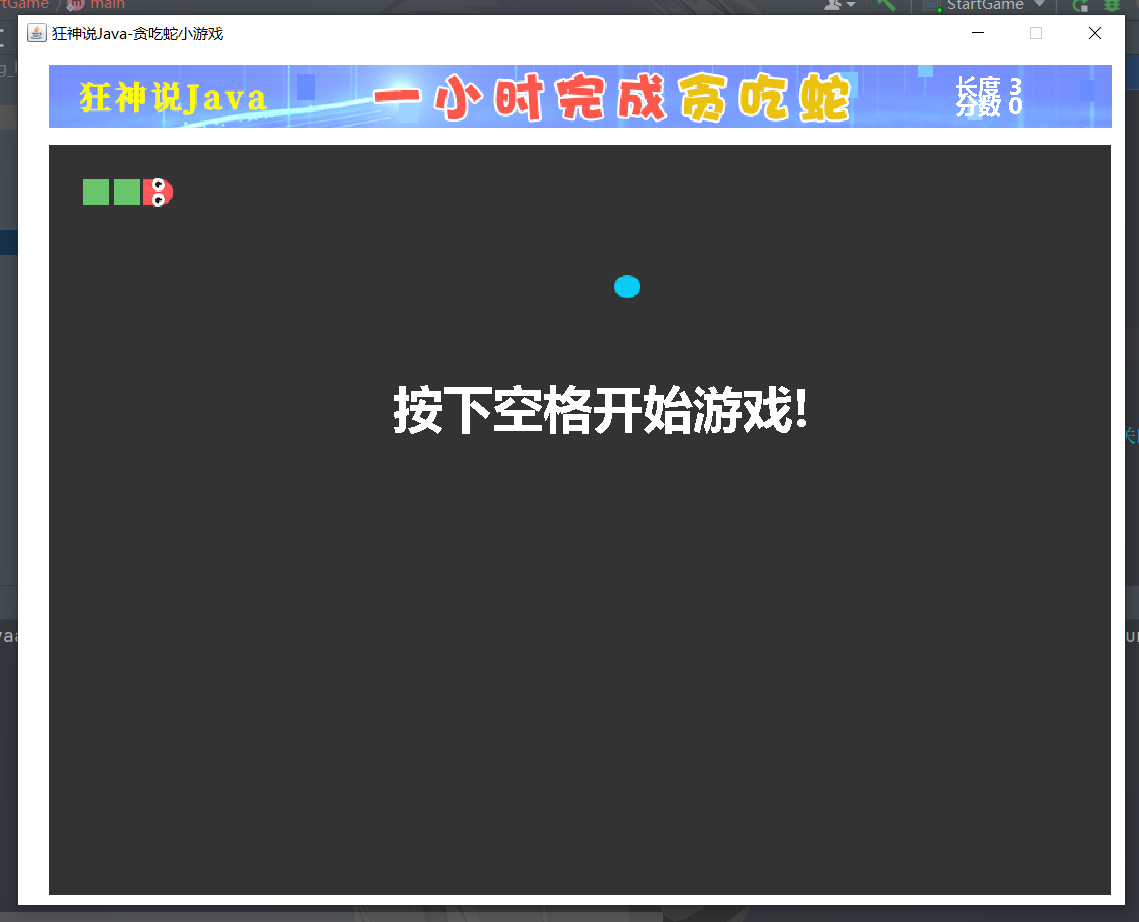 rtGame
main
StartGame
狂神说Java-贪吃蛇小游戏
狂神说Java
一小时完成贪吃蛇
长度 3
分数 0
按下空格开始游戏!